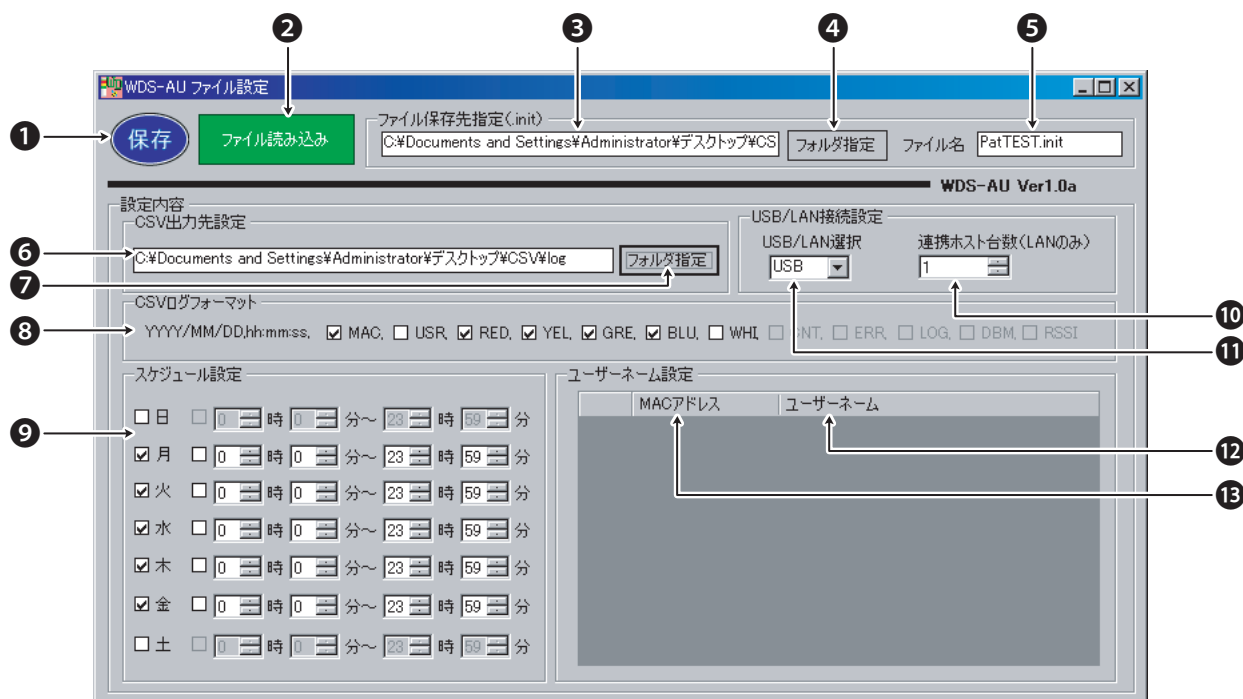 ❷ ❸ ❹ ❺
WDS-AU ファイル設定
❶
保存
ファイル読み込み
ファイル保存先指定(.init)
C:¥Documents and Settings¥Administrator¥デスクトップ¥CS
フォルダ指定
ファイル名
PatTEST.init
WDS-AU Ver1.0a
設定内容
CSV出力先設定
❻
C:¥Documents and Settings¥Administrator¥デスクトップ¥CSV¥log
フォルダ指定
❼
USB/LAN接続設定
USB/LAN選択
連携ホスト台数(LANのみ)
USB
1
❿
⓫
CSVログフォーマット
❽
YYYY/MM/DD,hh:mm:ss, MAC, USR, RED, YEL, GRE, BLU, WHI, CNT, ERR, LOG, DBM, RSSI
スケジュール設定
❾
日 0 時 0 分～ 23 時 59 分
月 0 時 0 分～ 23 時 59 分
火 0 時 0 分～ 23 時 59 分
水 0 時 0 分～ 23 時 59 分
木 0 時 0 分～ 23 時 59 分
金 0 時 0 分～ 23 時 59 分
土 0 時 0 分～ 23 時 59 分
ユーザーネーム設定
MACアドレス ユーザーネーム
⓬
⓭